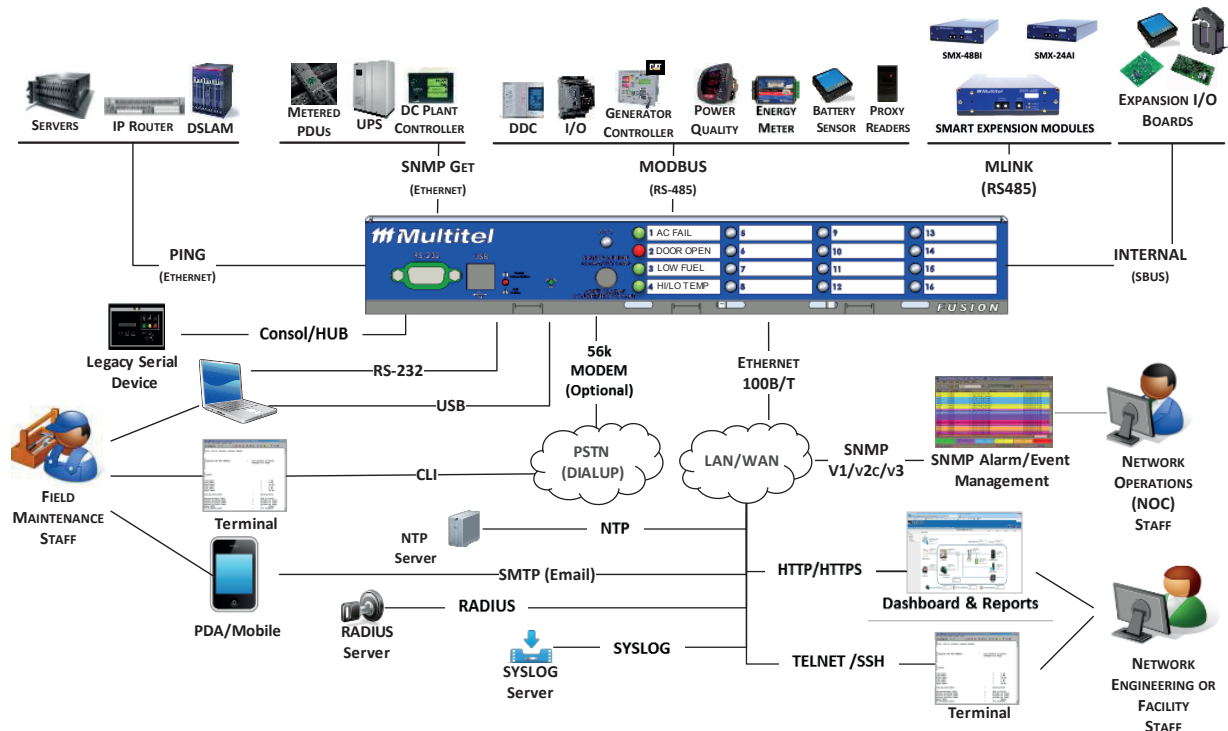 SMX-48BI
SMX-24AI
SERVERS
IP ROUTER
DSLAM
METERED
PDUS
UPS
DC PLANT
CONTROLLER
CAT
DDC
I/O
GENERATOR
CONTROLLER
POWER
QUALITY
ENERGY
METER
BATTERY
SENSOR
PROXY
READERS
SMART EXPENSION MODULES
EXPANSION I/O
BOARDS
SNMP GET
(ETHERNET)
MODBUS
(RS-485)
MLINK
(RS485)
PING
(ETHERNET)
INTERNAL
(SBUS)
Multitel
RS-232
USB
1 AC FAIL
2 DOOR OPEN
3 LOW FUEL
4 HI/LO TEMP
5
6
7
8
9
10
11
12
13
14
15
16
FUSION
Consol/HUB
Legacy Serial
Device
RS-232
USB
56k
MODEM
(Optional)
ETHERNET
100B/T
PSTN
(DIALUP)
LAN/WAN
SNMP
V1/V2C/V3
SNMP Alarm/Event
Management
NETWORK
OPERATIONS
(NOC)
STAFF
FIELD
MAINTENANCE
STAFF
CLI
Terminal
NTP
NTP
Server
SMTP (Email)
PDA/Mobile
RADIUS
RADIUS
Server
SYSLOG
SYSLOG
Server
HTTP/HTTPS
Dashboard & Reports
TELNET /SSH
Terminal
NETWORK
ENGINEERING OR
FACILITY
STAFF